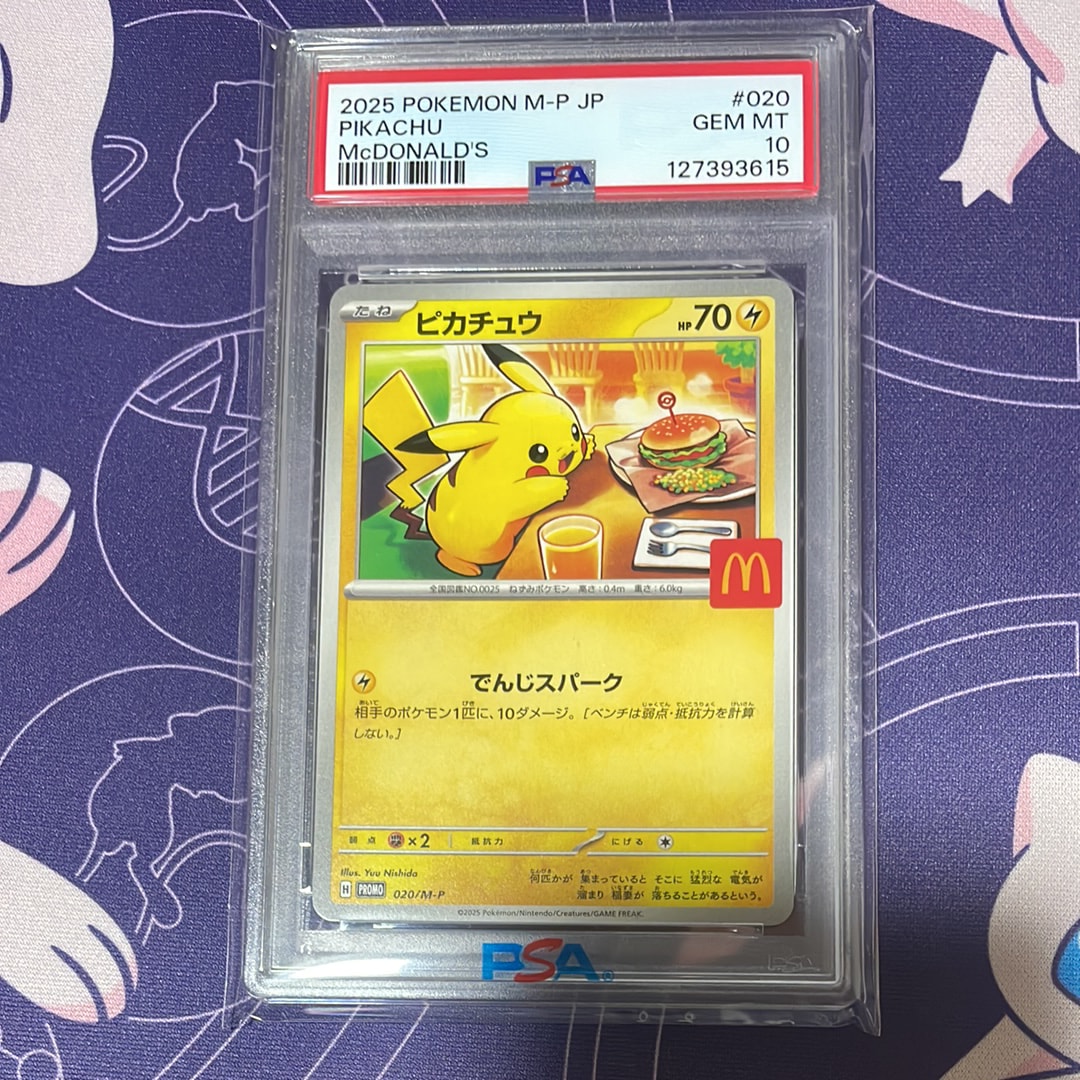 2025 POKEMON M-P JP
#020
PIKACHU
GEM MT
McDONALD'S
10
PSA
127393615
たね
ピカチュウ
HP 70
全国図鑑NO.0025 ねずみポケモン 高さ:0.4m 重さ:6.0kg
でんじスパーク
相手のポケモン1匹に、10ダメージ。[ベンチは弱点・抵抗力を計算
しない。]
弱点 ×2 抵抗力 にげる
Illus. Yuu Nishida
何匹かが 集まっていると そこに 猛烈な 電気が
H PROMO 020/M-P
溜まり 稲妻が 落ちることがあるという。
©2025 Pokémon/Nintendo/Creatures/GAME FREAK.
PSA®